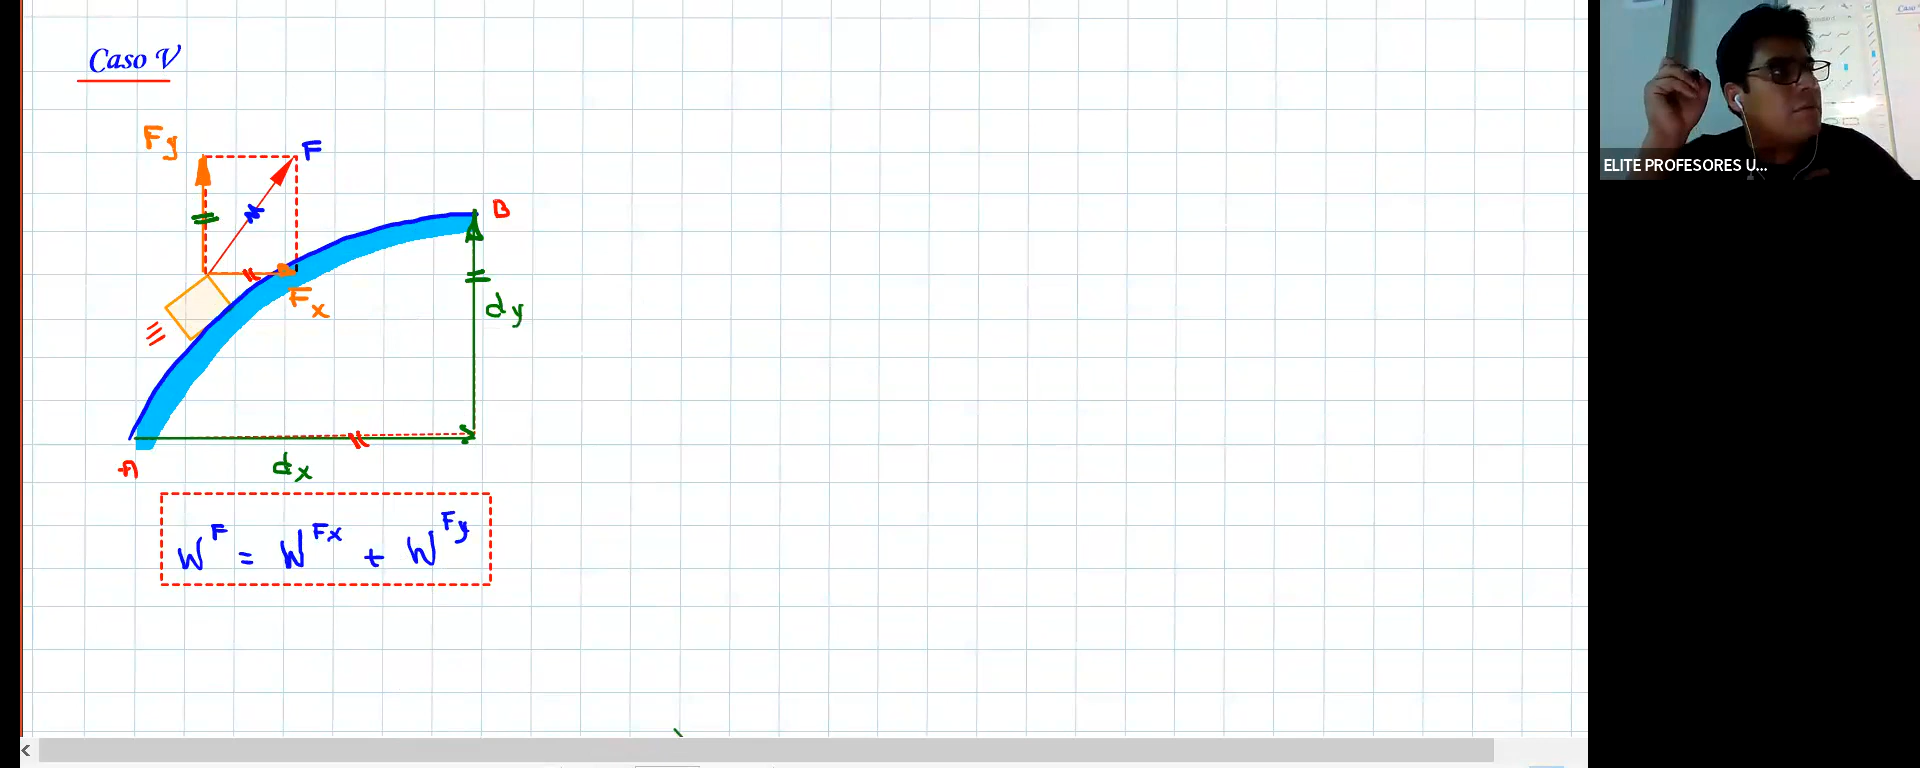 Caso V
Fy
F
B
Fx
dy
A
dx
W^F = W^Fx + W^Fy
ELITE PROFESORES U...